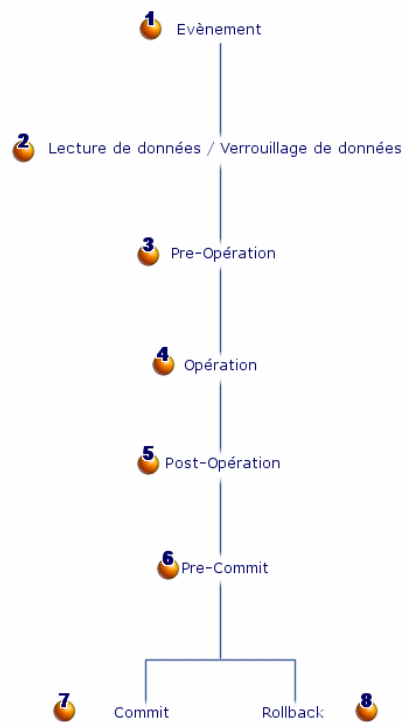 1 Evènement
2 Lecture de données / Verrouillage de données
3 Pre-Opération
4 Opération
5 Post-Opération
6 Pre-Commit
7 Commit Rollback 8